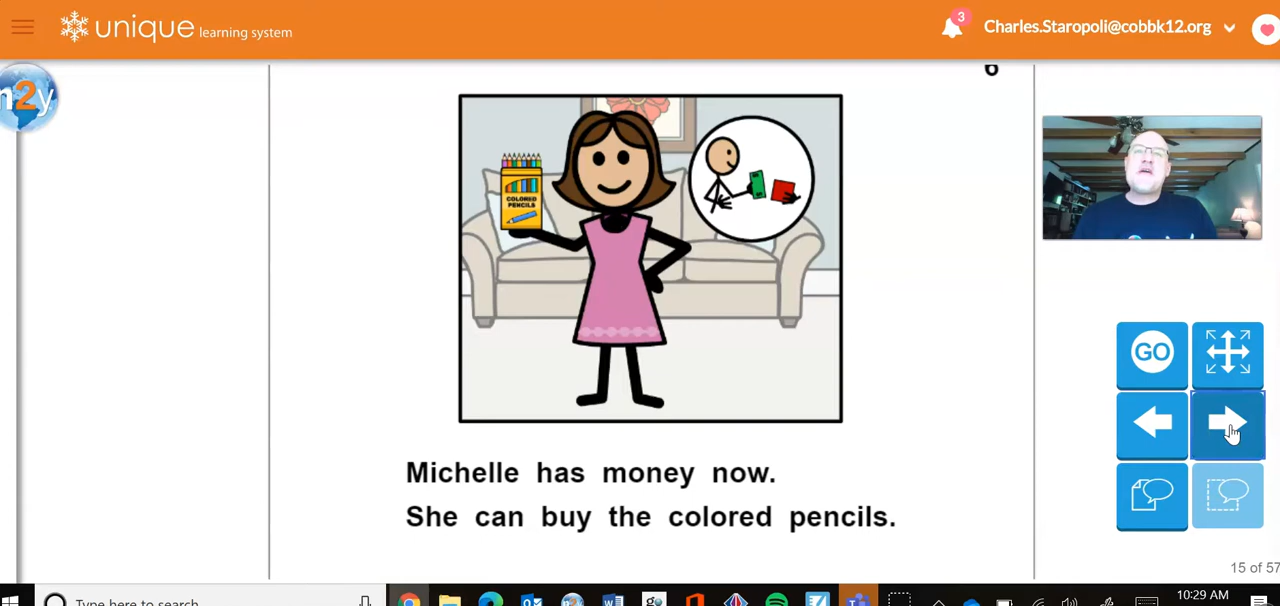 unique learning system
3
Charles.Staropoli@cobbk12.org
n2y
6
COLORED
PENCILS
GO
Michelle has money now.
She can buy the colored pencils.
15 of 57
Type here to search
10:29 AM